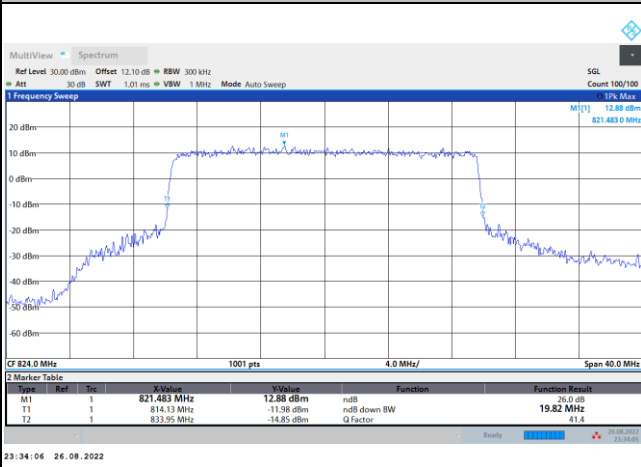 MultiView Spectrum
Ref Level 30.00 dBm Offset 12.10 dB RBW 300 kHz SGL
Att 30 dB SWT 1.01 ms VBW 1 MHz Mode Auto Sweep Count 100/100
1 Frequency Sweep 1Pk Max
M1[1] 12.88 dBm
821.483 0 MHz
20 dBm
M1
10 dBm
0 dBm
-10 dBm
-20 dBm
-30 dBm
-40 dBm
-50 dBm
-60 dBm
CF 824.0 MHz 1001 pts 4.0 MHz/ Span 40.0 MHz
2 Marker Table
Type Ref Trc X-Value Y-Value Function Function Result
M1 1 821.483 MHz 12.88 dBm ndB 26.0 dB
T1 1 814.13 MHz -11.98 dBm ndB down BW 19.82 MHz
T2 1 833.95 MHz -14.85 dBm Q Factor 41.4
Ready 26.08.2022
23:34:05
23:34:06 26.08.2022